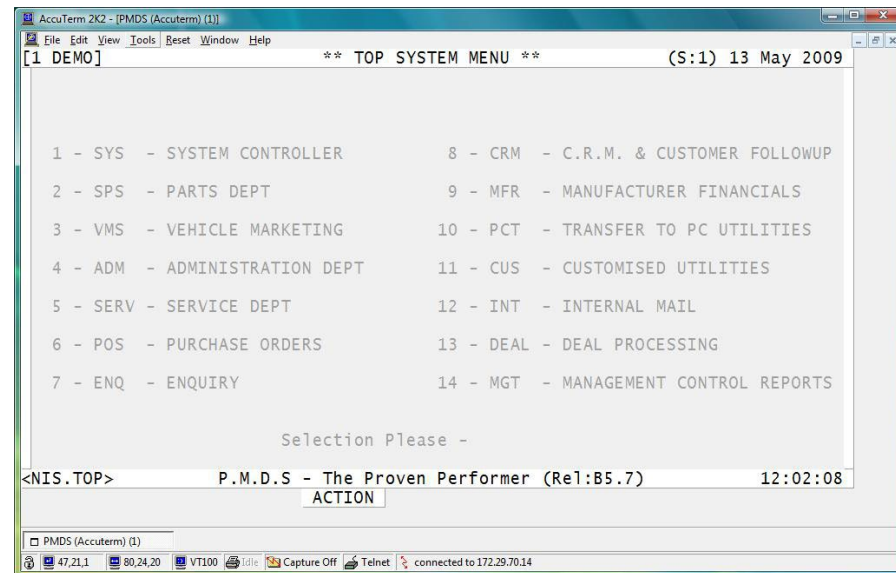 AccuTerm 2K2 - [PMDS (Accuterm) (1)]
File Edit View Tools Reset Window Help
[1 DEMO] ** TOP SYSTEM MENU ** (S:1) 13 May 2009
1 - SYS - SYSTEM CONTROLLER 8 - CRM - C.R.M. & CUSTOMER FOLLOWUP
2 - SPS - PARTS DEPT 9 - MFR - MANUFACTURER FINANCIALS
3 - VMS - VEHICLE MARKETING 10 - PCT - TRANSFER TO PC UTILITIES
4 - ADM - ADMINISTRATION DEPT 11 - CUS - CUSTOMISED UTILITIES
5 - SERV - SERVICE DEPT 12 - INT - INTERNAL MAIL
6 - POS - PURCHASE ORDERS 13 - DEAL - DEAL PROCESSING
7 - ENQ - ENQUIRY 14 - MGT - MANAGEMENT CONTROL REPORTS
Selection Please -
<NIS.TOP> P.M.D.S - The Proven Performer (Rel:B5.7) 12:02:08
ACTION
PMDS (Accuterm) (1)
47,21,1 80,24,20 VT100 Idle Capture Off Telnet connected to 172.29.70.14